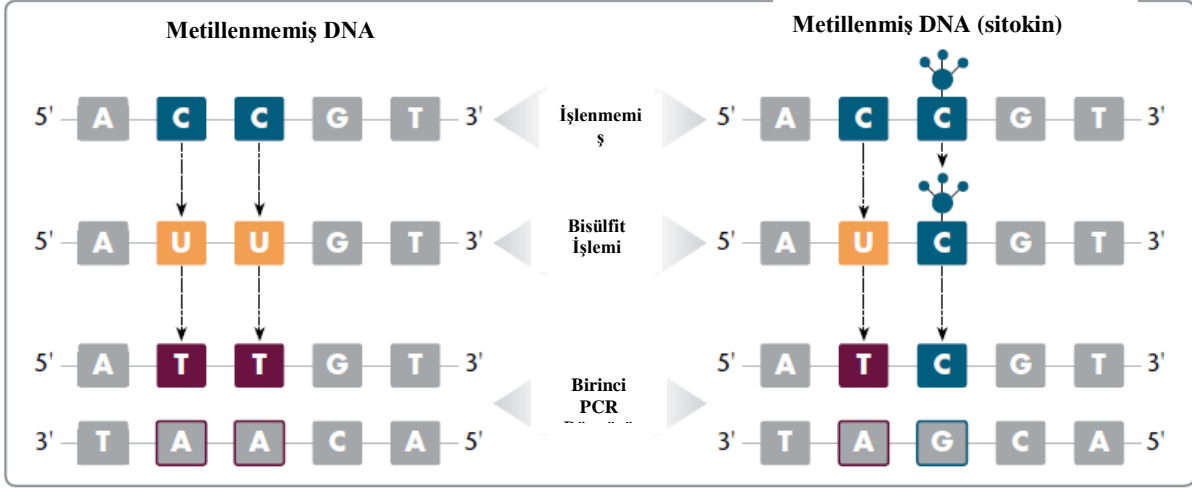 Metillenmemiş DNA
Metillenmiş DNA (sitokin)
5' A C C G T 3'
İşlenmemi
ş
5' A C C G T 3'
5' A U U G T 3'
Bisülfit
İşlemi
5' A U C G T 3'
5' A T T G T 3'
Birinci
PCR
5' A T C G T 3'
3' T A A C A 5'
3' T A G C A 5'